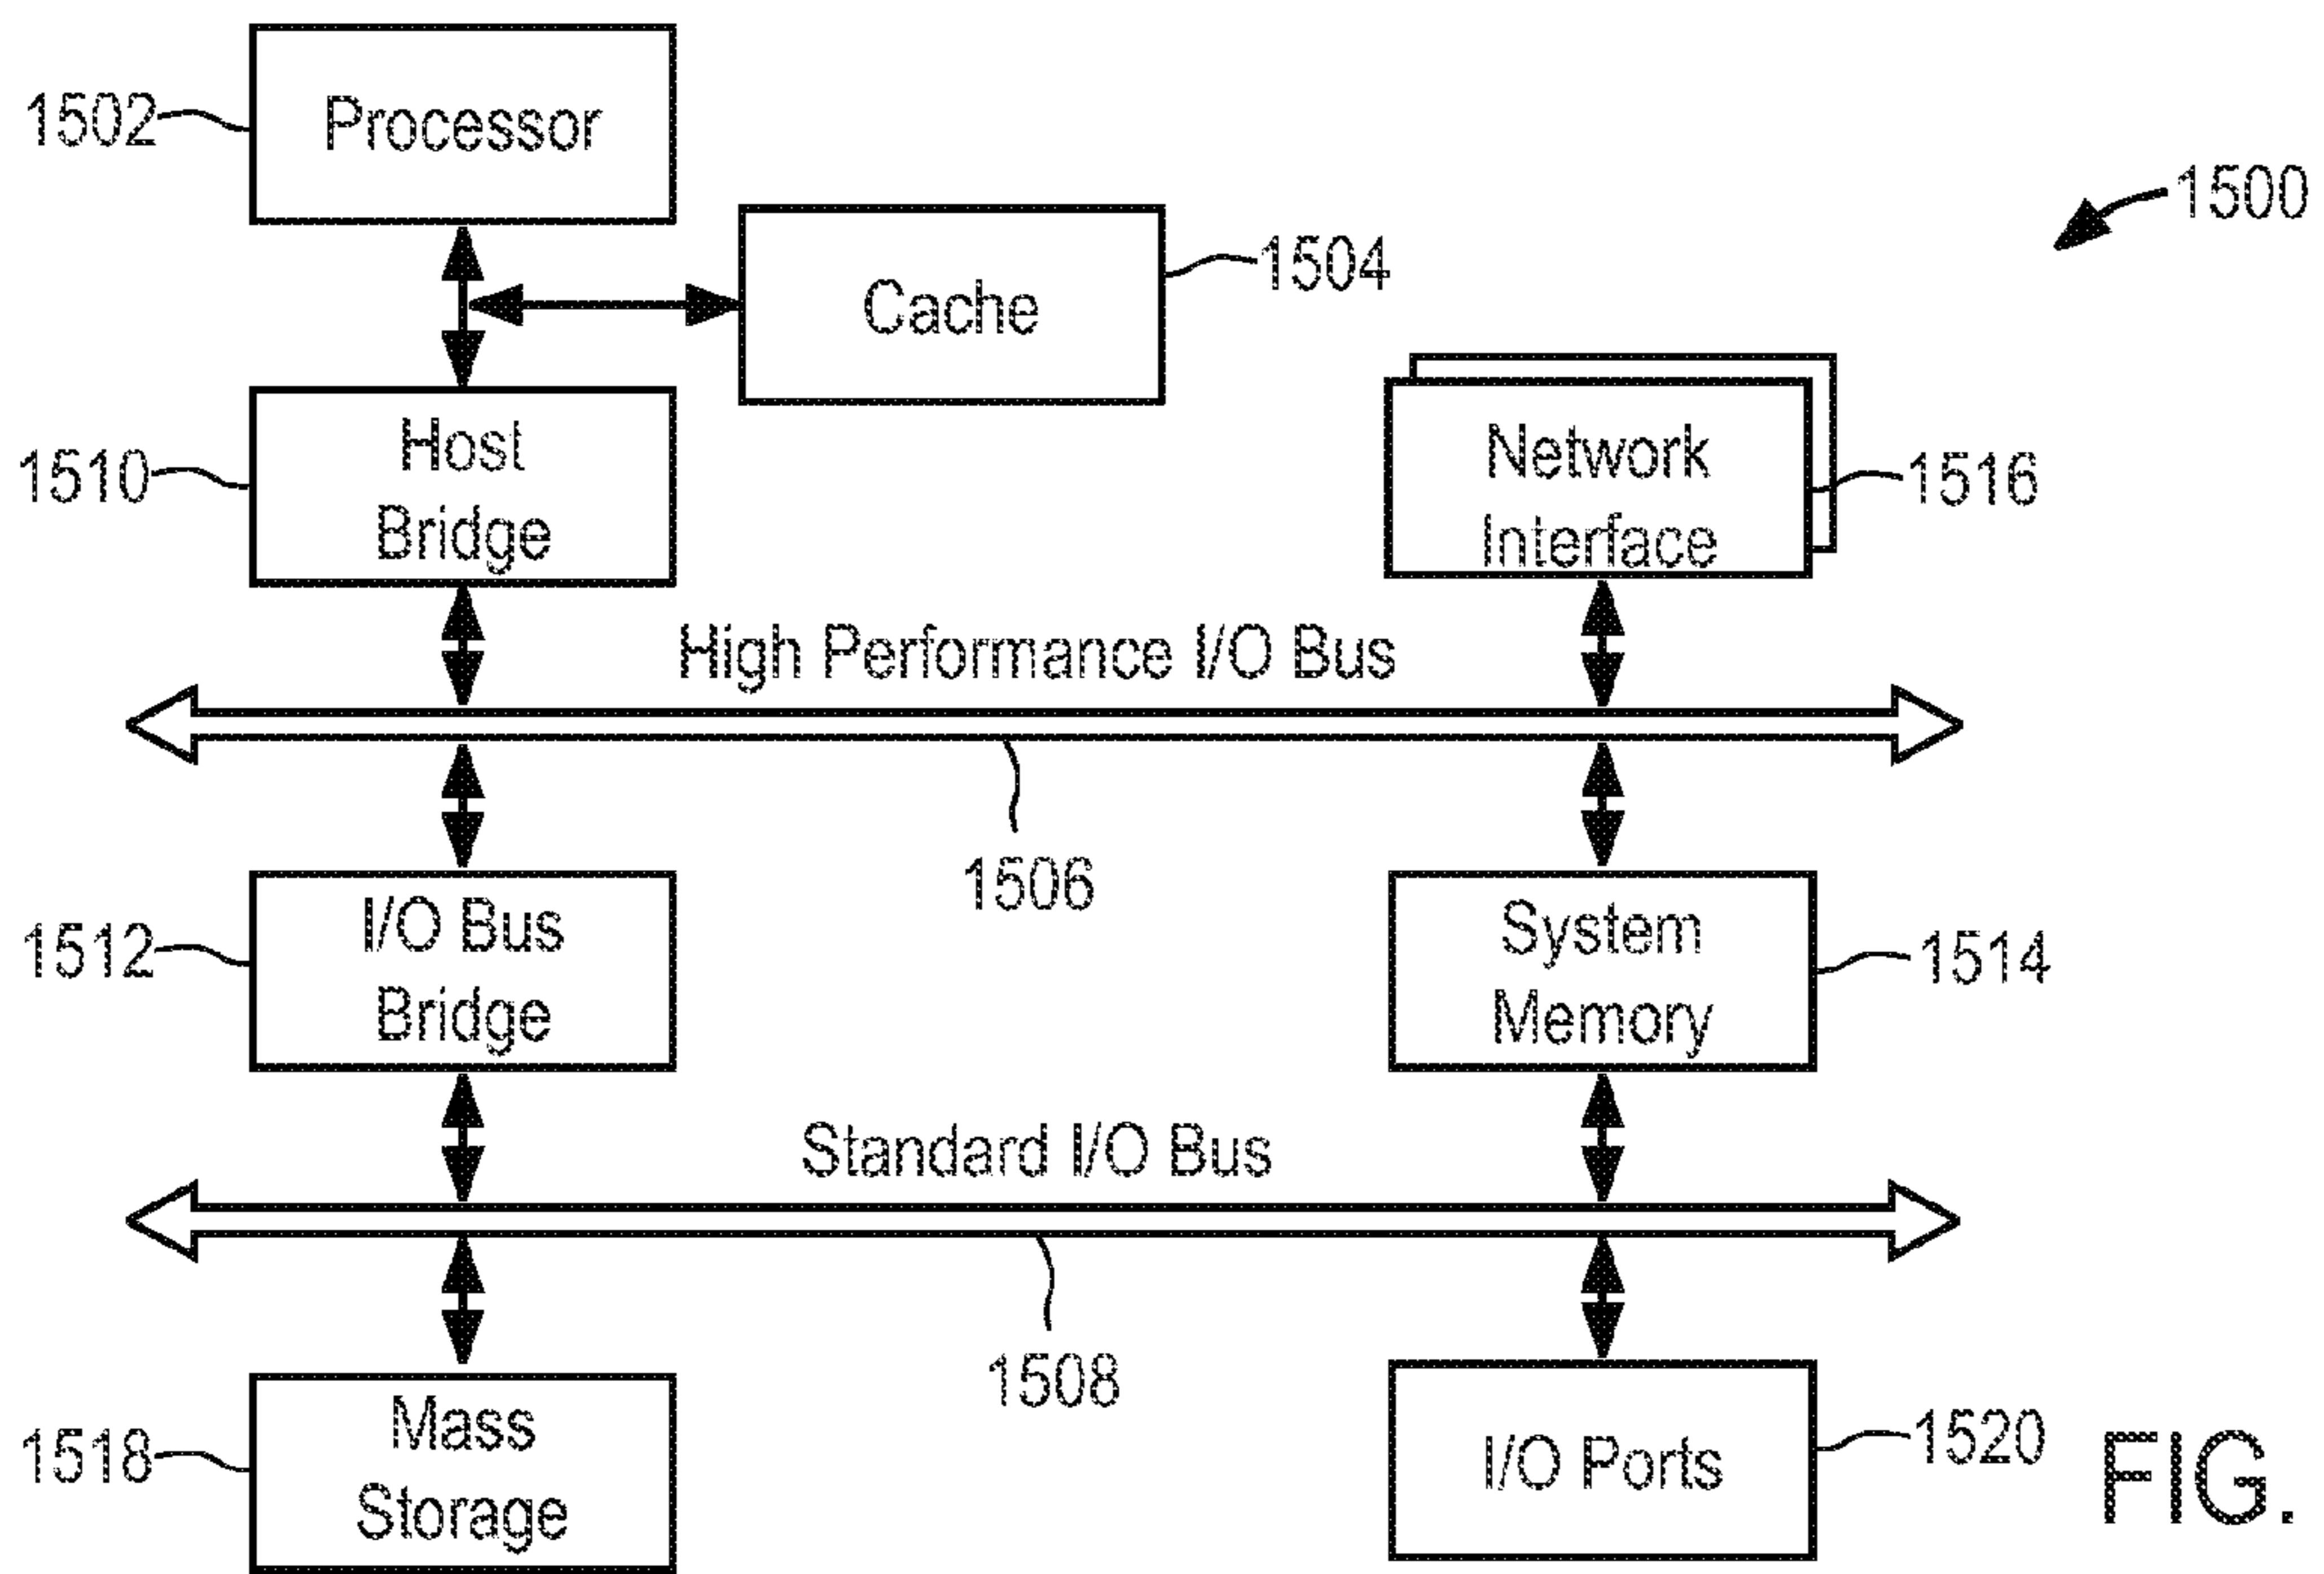 1502
Processor
1500
1504
Cache
1510
Host
Bridge
Network
Interface
1516
High Performance I/O Bus
1506
1512
I/O Bus
Bridge
System
Memory
1514
Standard I/O Bus
1508
1518
Mass
Storage
I/O Ports
1520
FIG.